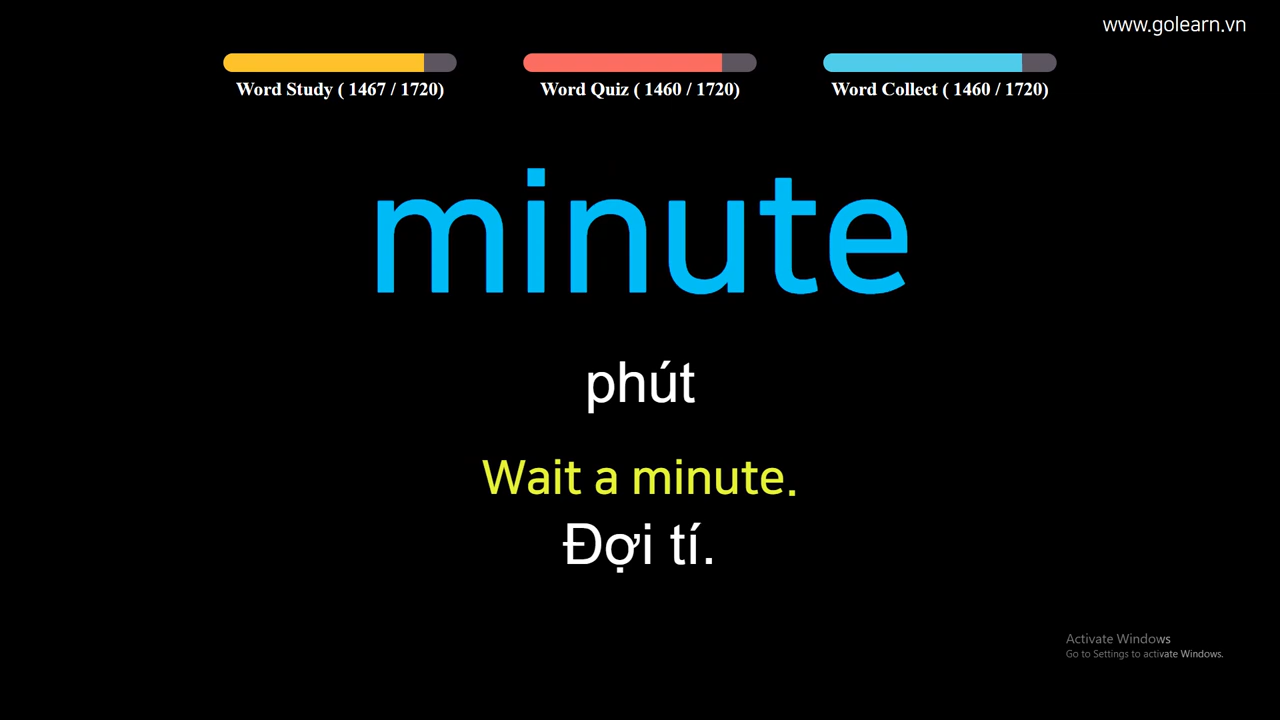 www.golearn.vn
Word Study ( 1467 / 1720)
Word Quiz ( 1460 / 1720)
Word Collect ( 1460 / 1720)
minute
phút
Wait a minute.
Đợi tí.
Activate Windows
Go to Settings to activate Windows.